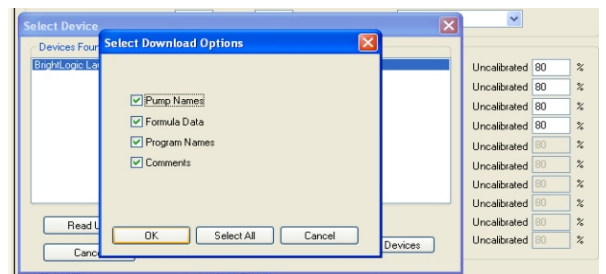 Select Device
Devices Four
BrightLogic La
Select Download Options
Pump Names
Formula Data
Program Names
Comments
OK
Select All
Cancel
Read U
Canc
Devices
Uncalibrated 80 %
Uncalibrated 80 %
Uncalibrated 80 %
Uncalibrated 80 %
Uncalibrated 80 %
Uncalibrated 80 %
Uncalibrated 80 %
Uncalibrated 80 %
Uncalibrated 80 %
Uncalibrated 80 %